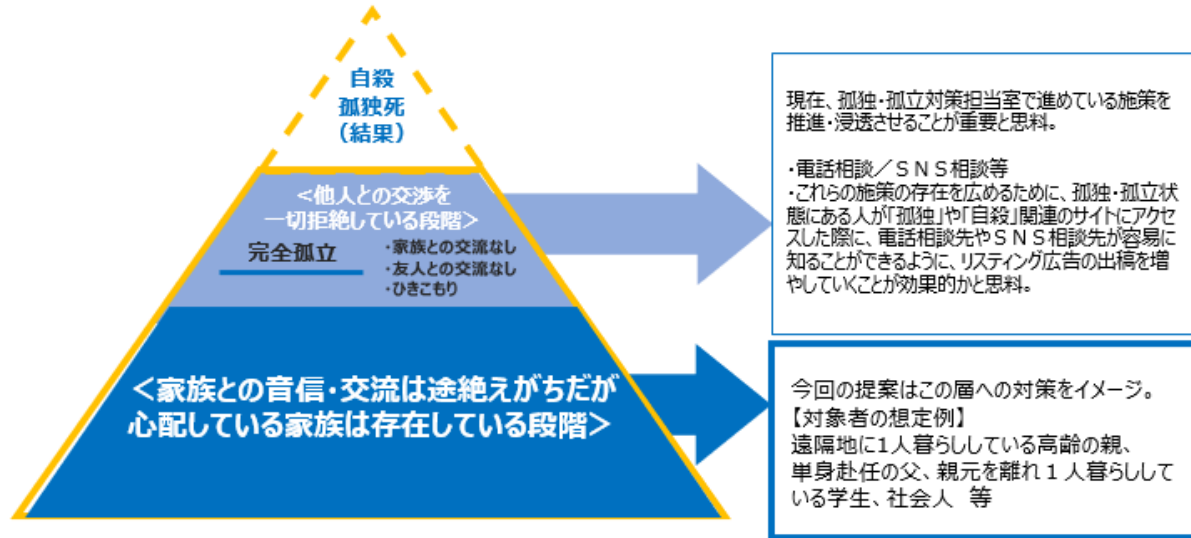 自殺
孤独死
（結果）
＜他人との交渉を
一切拒絶している段階＞
完全孤立
・家族との交流なし
・友人との交流なし
・ひきこもり
＜家族との音信・交流は途絶えがちだが
心配している家族は存在している段階＞
現在、孤独・孤立対策担当室で進めている施策を
推進・浸透させることが重要と思料。
・電話相談／ＳＮＳ相談等
・これらの施策の存在を広めるために、孤独・孤立状
態にある人が「孤独」や「自殺」関連のサイトにアクセ
スした際に、電話相談先やＳＮＳ相談先が容易に
知ることができるように、リスティング広告の出稿を増
やしていくことが効果的かと思料。
今回の提案はこの層への対策をイメージ。
【対象者の想定例】
遠隔地に1人暮らししている高齢の親、
単身赴任の父、親元を離れ１人暮らしして
いる学生、社会人　等